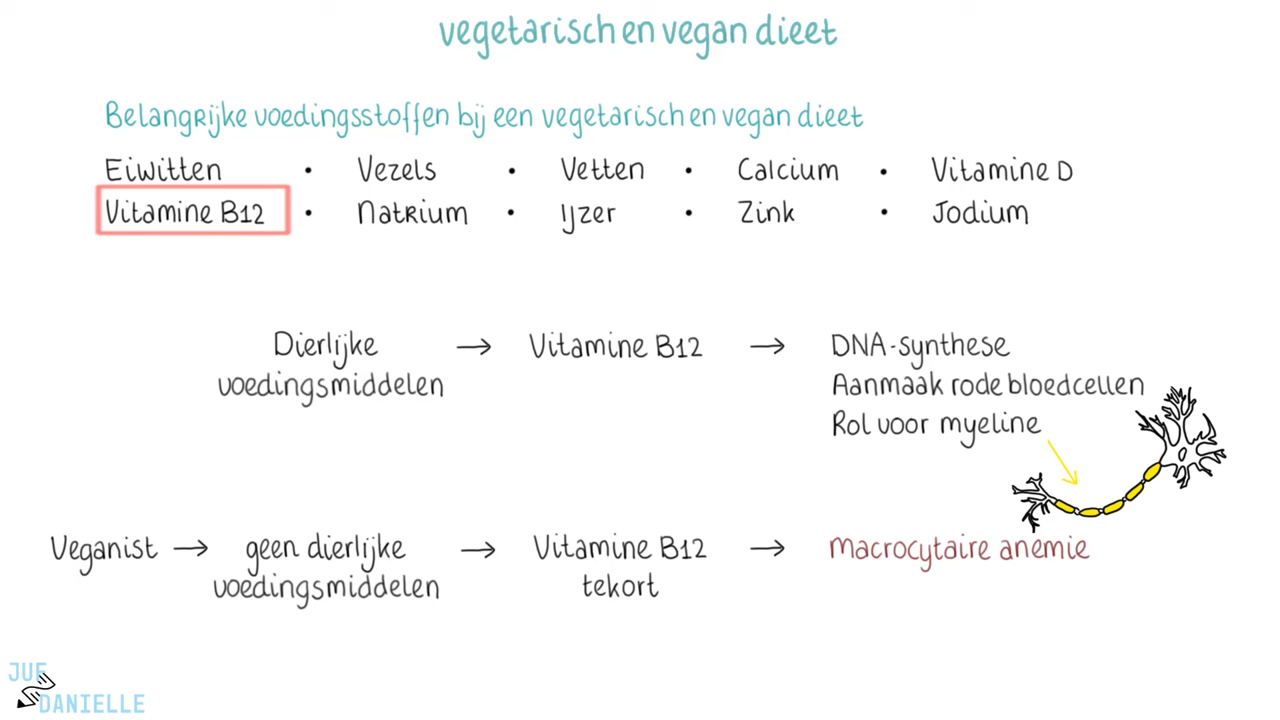 vegetarisch en vegan dieet
Belangrijke voedingsstoffen bij een vegetarisch en vegan dieet
Eiwitten • Vezels • Vetten • Calcium • Vitamine D
Vitamine B12 • Natrium • Ijzer • Zink • Jodium
Dierlijke → Vitamine B12 → DNA-synthese
voedingsmiddelen Aanmaak rode bloedcellen
Rol voor myeline
Veganist → geen dierlijke → Vitamine B12 → macrocytaire anemie
voedingsmiddelen tekort
JUF
DANIELLE